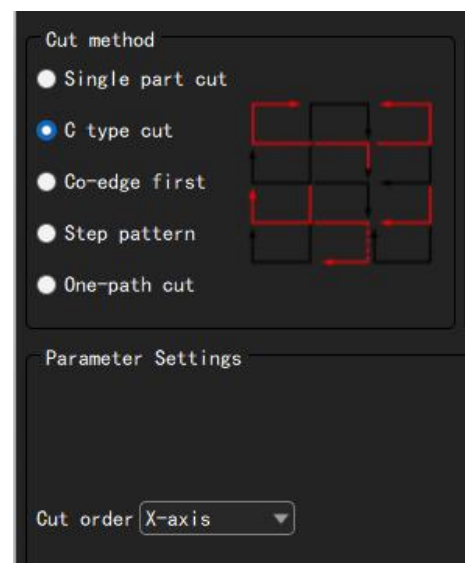 Cut method
Single part cut
C type cut
Co-edge first
Step pattern
One-path cut
Parameter Settings
Cut order X-axis